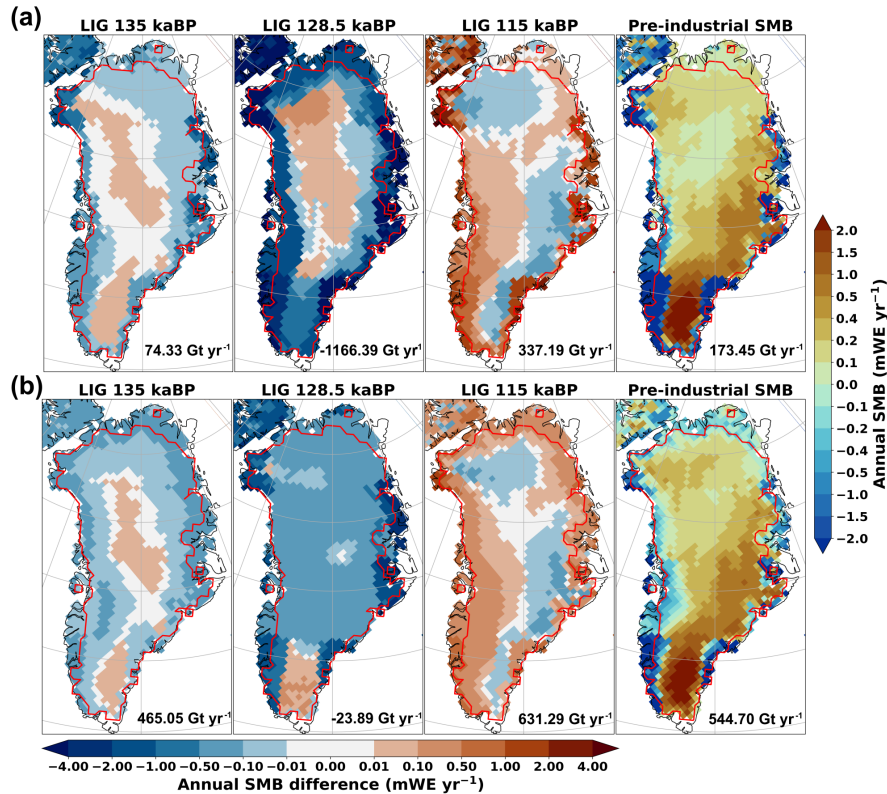 (a)
LIG 135 kaBP
LIG 128.5 kaBP
LIG 115 kaBP
Pre-industrial SMB
74.33 Gt yr⁻¹
-1166.39 Gt yr⁻¹
337.19 Gt yr⁻¹
173.45 Gt yr⁻¹
(b)
LIG 135 kaBP
LIG 128.5 kaBP
LIG 115 kaBP
Pre-industrial SMB
465.05 Gt yr⁻¹
-23.89 Gt yr⁻¹
631.29 Gt yr⁻¹
544.70 Gt yr⁻¹
2.0
1.5
1.0
0.5
0.4
0.3
0.2
0.1
0.0
−0.1
−0.2
−0.4
−0.5
−1.0
−1.5
−2.0
Annual SMB (mWE yr⁻¹)
−4.00 −2.00 −1.00 −0.50 −0.10 −0.01 0.00 0.01 0.10 0.50 1.00 2.00 4.00
Annual SMB difference (mWE yr⁻¹)